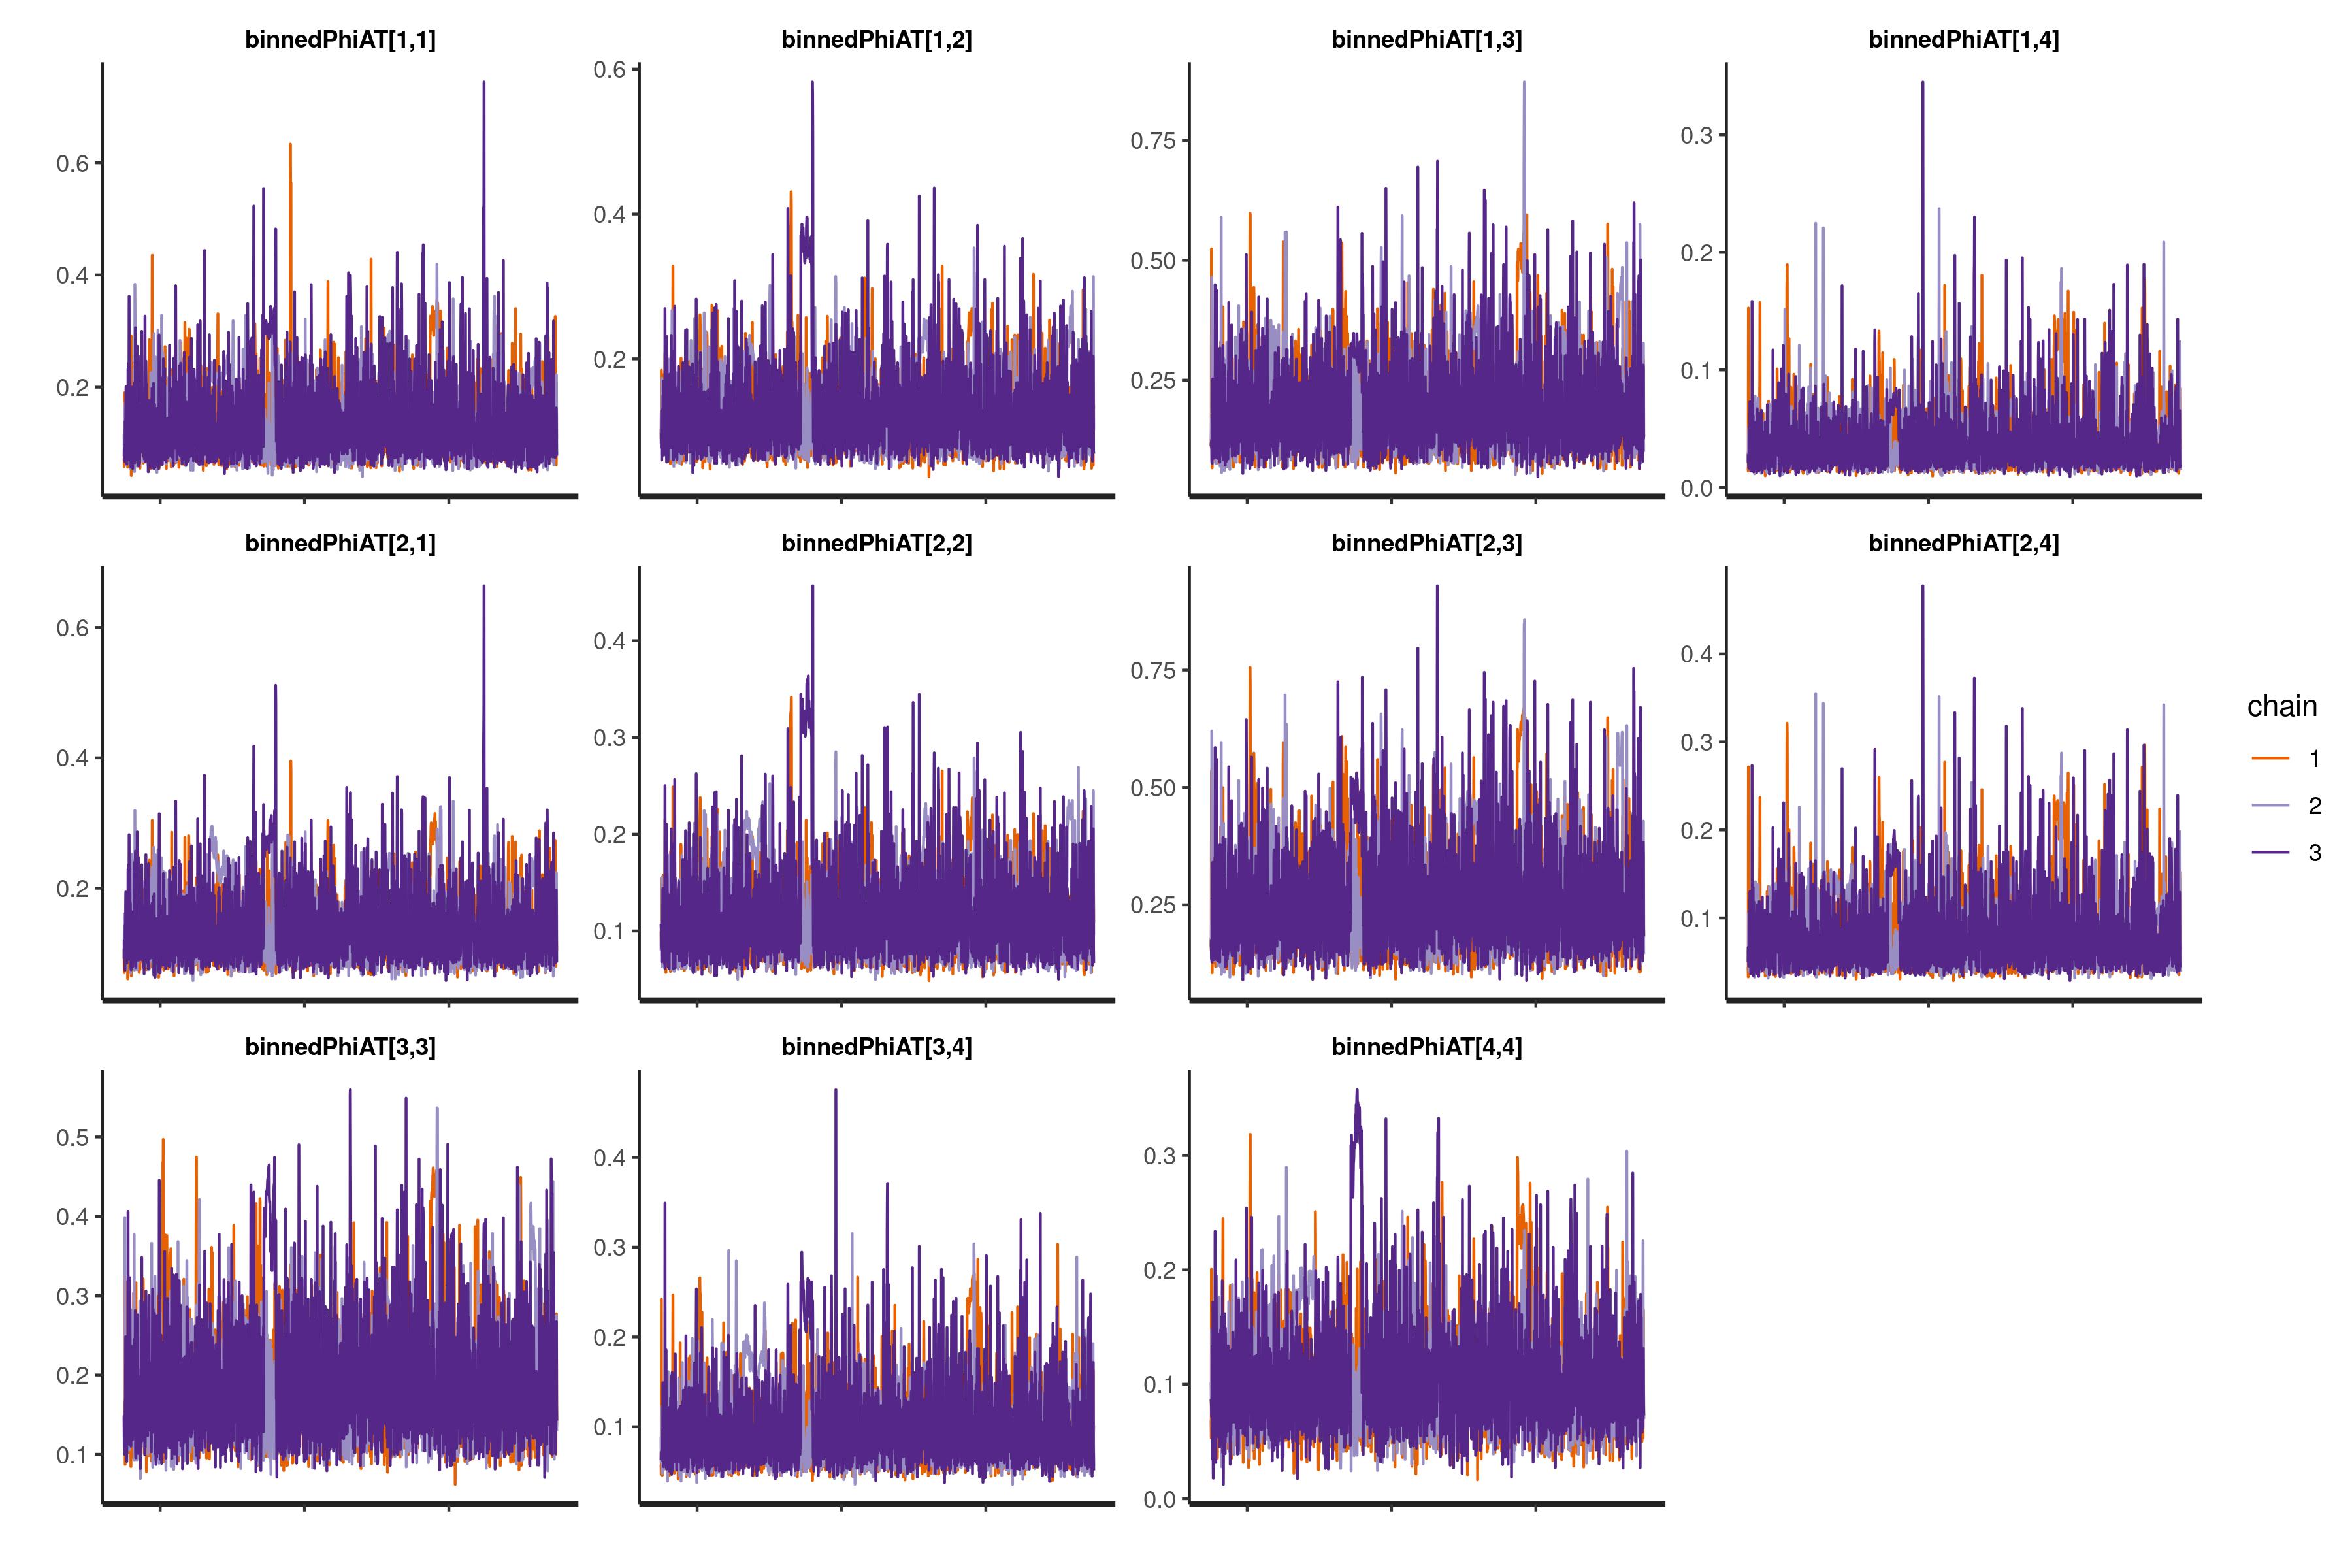 binnedPhiAT[1,1] binnedPhiAT[1,2] binnedPhiAT[1,3] binnedPhiAT[1,4]
0.6 0.6 0.75 0.3
0.4 0.4 0.50 0.2
0.2 0.2 0.25 0.1
0.0
binnedPhiAT[2,1] binnedPhiAT[2,2] binnedPhiAT[2,3] binnedPhiAT[2,4]
0.6 0.4 0.75 0.4
0.4 0.3 0.50 0.3
0.2 0.2 0.25 0.2
0.1 0.1
chain
1
2
3
binnedPhiAT[3,3] binnedPhiAT[3,4] binnedPhiAT[4,4]
0.5 0.4 0.3
0.4 0.3 0.2
0.3 0.2 0.1
0.2 0.1 0.0
0.1